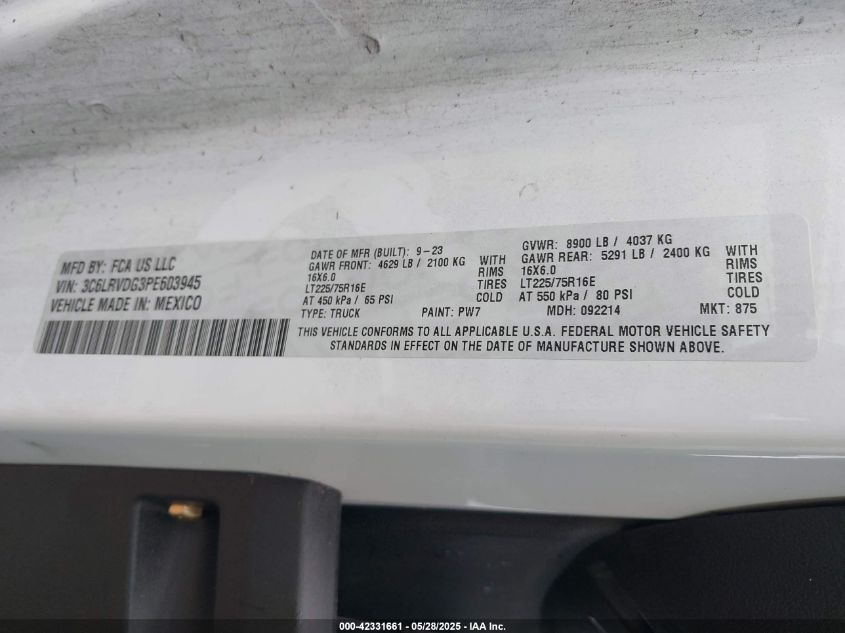 MFD BY: FCA US LLC
VIN: 3C6LRVDG3PE603945
VEHICLE MADE IN: MEXICO
DATE OF MFR (BUILT): 9-23
GAWR FRONT: 4629 LB / 2100 KG WITH
16X6.0 RIMS
LT225/75R16E TIRES
AT 450 kPa / 65 PSI COLD
TYPE: TRUCK PAINT: PW7
GVWR: 8900 LB / 4037 KG
GAWR REAR: 5291 LB / 2400 KG WITH
16X6.0 RIMS
LT225/75R16E TIRES
AT 550 kPa / 80 PSI COLD
MDH: 092214 MKT: 875
THIS VEHICLE CONFORMS TO ALL APPLICABLE U.S.A. FEDERAL MOTOR VEHICLE SAFETY
STANDARDS IN EFFECT ON THE DATE OF MANUFACTURE SHOWN ABOVE.
000-42331661 - 05/28/2025 - IAA Inc.